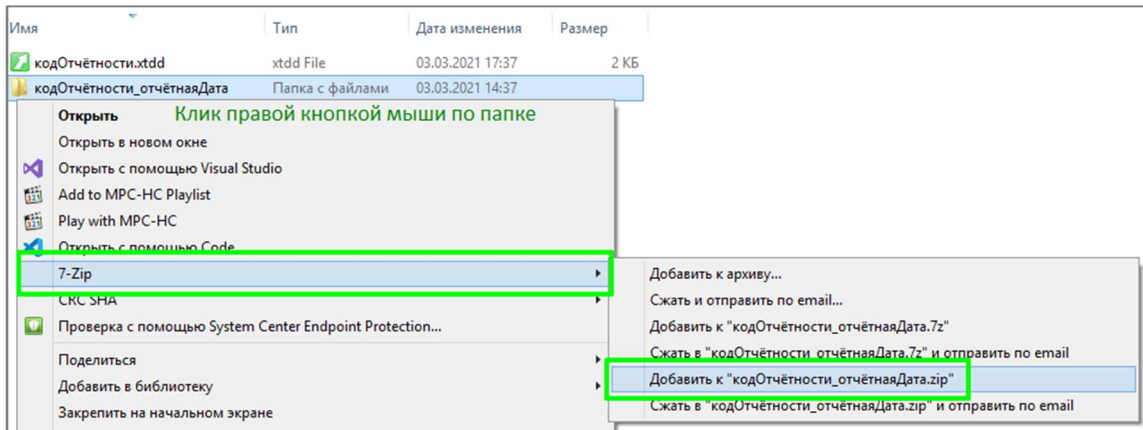 Имя Тип Дата изменения Размер
кодОтчётности.xtdd xtdd File 03.03.2021 17:37 2 КБ
кодОтчётности_отчётнаяДата Папка с файлами 03.03.2021 14:37
Открыть Клик правой кнопкой мыши по папке
Открыть в новом окне
Открыть с помощью Visual Studio
Add to MPC-HC Playlist
Play with MPC-HC
Открыть с помощью Code
7-Zip
CRC SHA
Проверка с помощью System Center Endpoint Protection...
Поделиться
Добавить в библиотеку
Закрепить на начальном экране
Добавить к архиву...
Сжать и отправить по email...
Добавить к "кодОтчётности_отчётнаяДата.7z"
Сжать в "кодОтчётности_отчётнаяДата.7z" и отправить по email
Добавить к "кодОтчётности_отчётнаяДата.zip"
Сжать в "кодОтчётности_отчётнаяДата.zip" и отправить по email